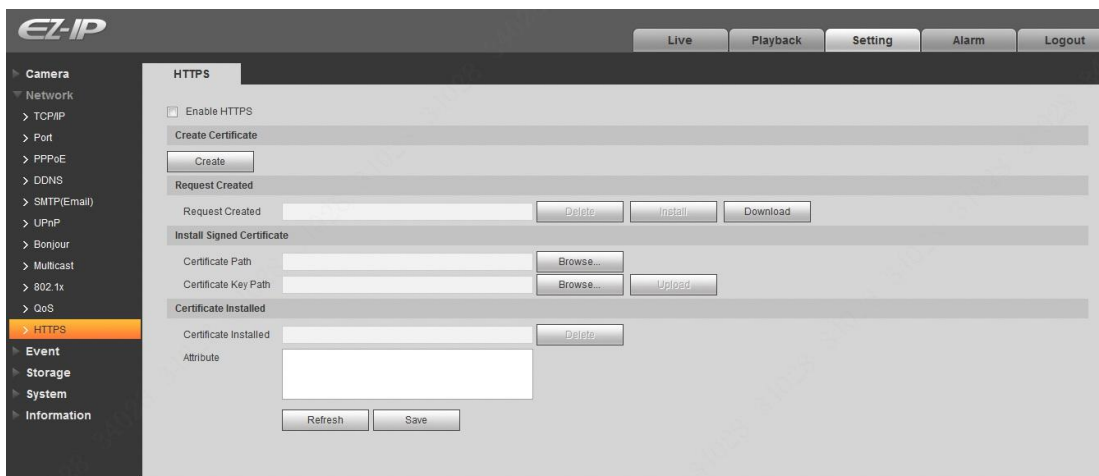 EZ-IP
Live Playback Setting Alarm Logout
Camera
Network
> TCP/IP
> Port
> PPPoE
> DDNS
> SMTP(Email)
> UPnP
> Bonjour
> Multicast
> 802.1x
> QoS
> HTTPS
Event
Storage
System
Information
HTTPS
Enable HTTPS
Create Certificate
Create
Request Created
Request Created Delete Install Download
Install Signed Certificate
Certificate Path Browse...
Certificate Key Path Browse... Upload
Certificate Installed
Certificate Installed Delete
Attribute
Refresh Save